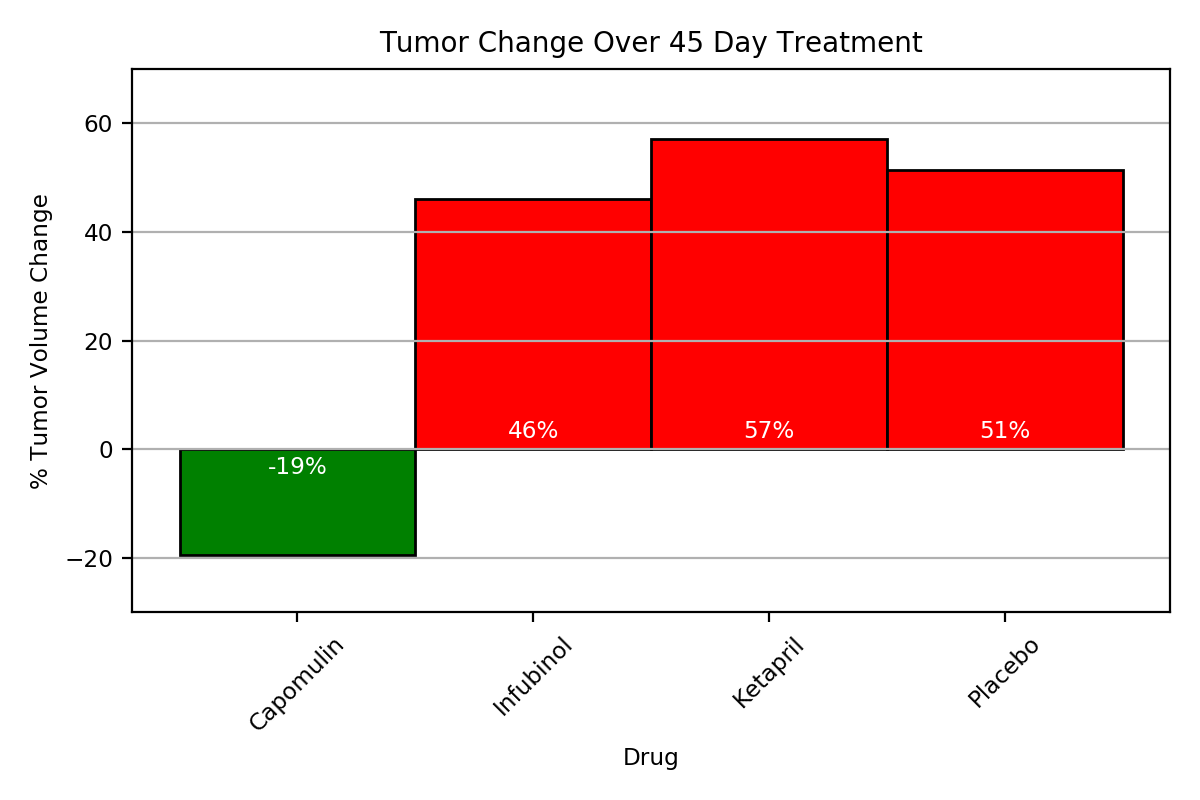 Tumor Change Over 45 Day Treatment
% Tumor Volume Change
60
40
20
0
−20
-19%
46%
57%
51%
Capomulin
Infubinol
Ketapril
Placebo
Drug